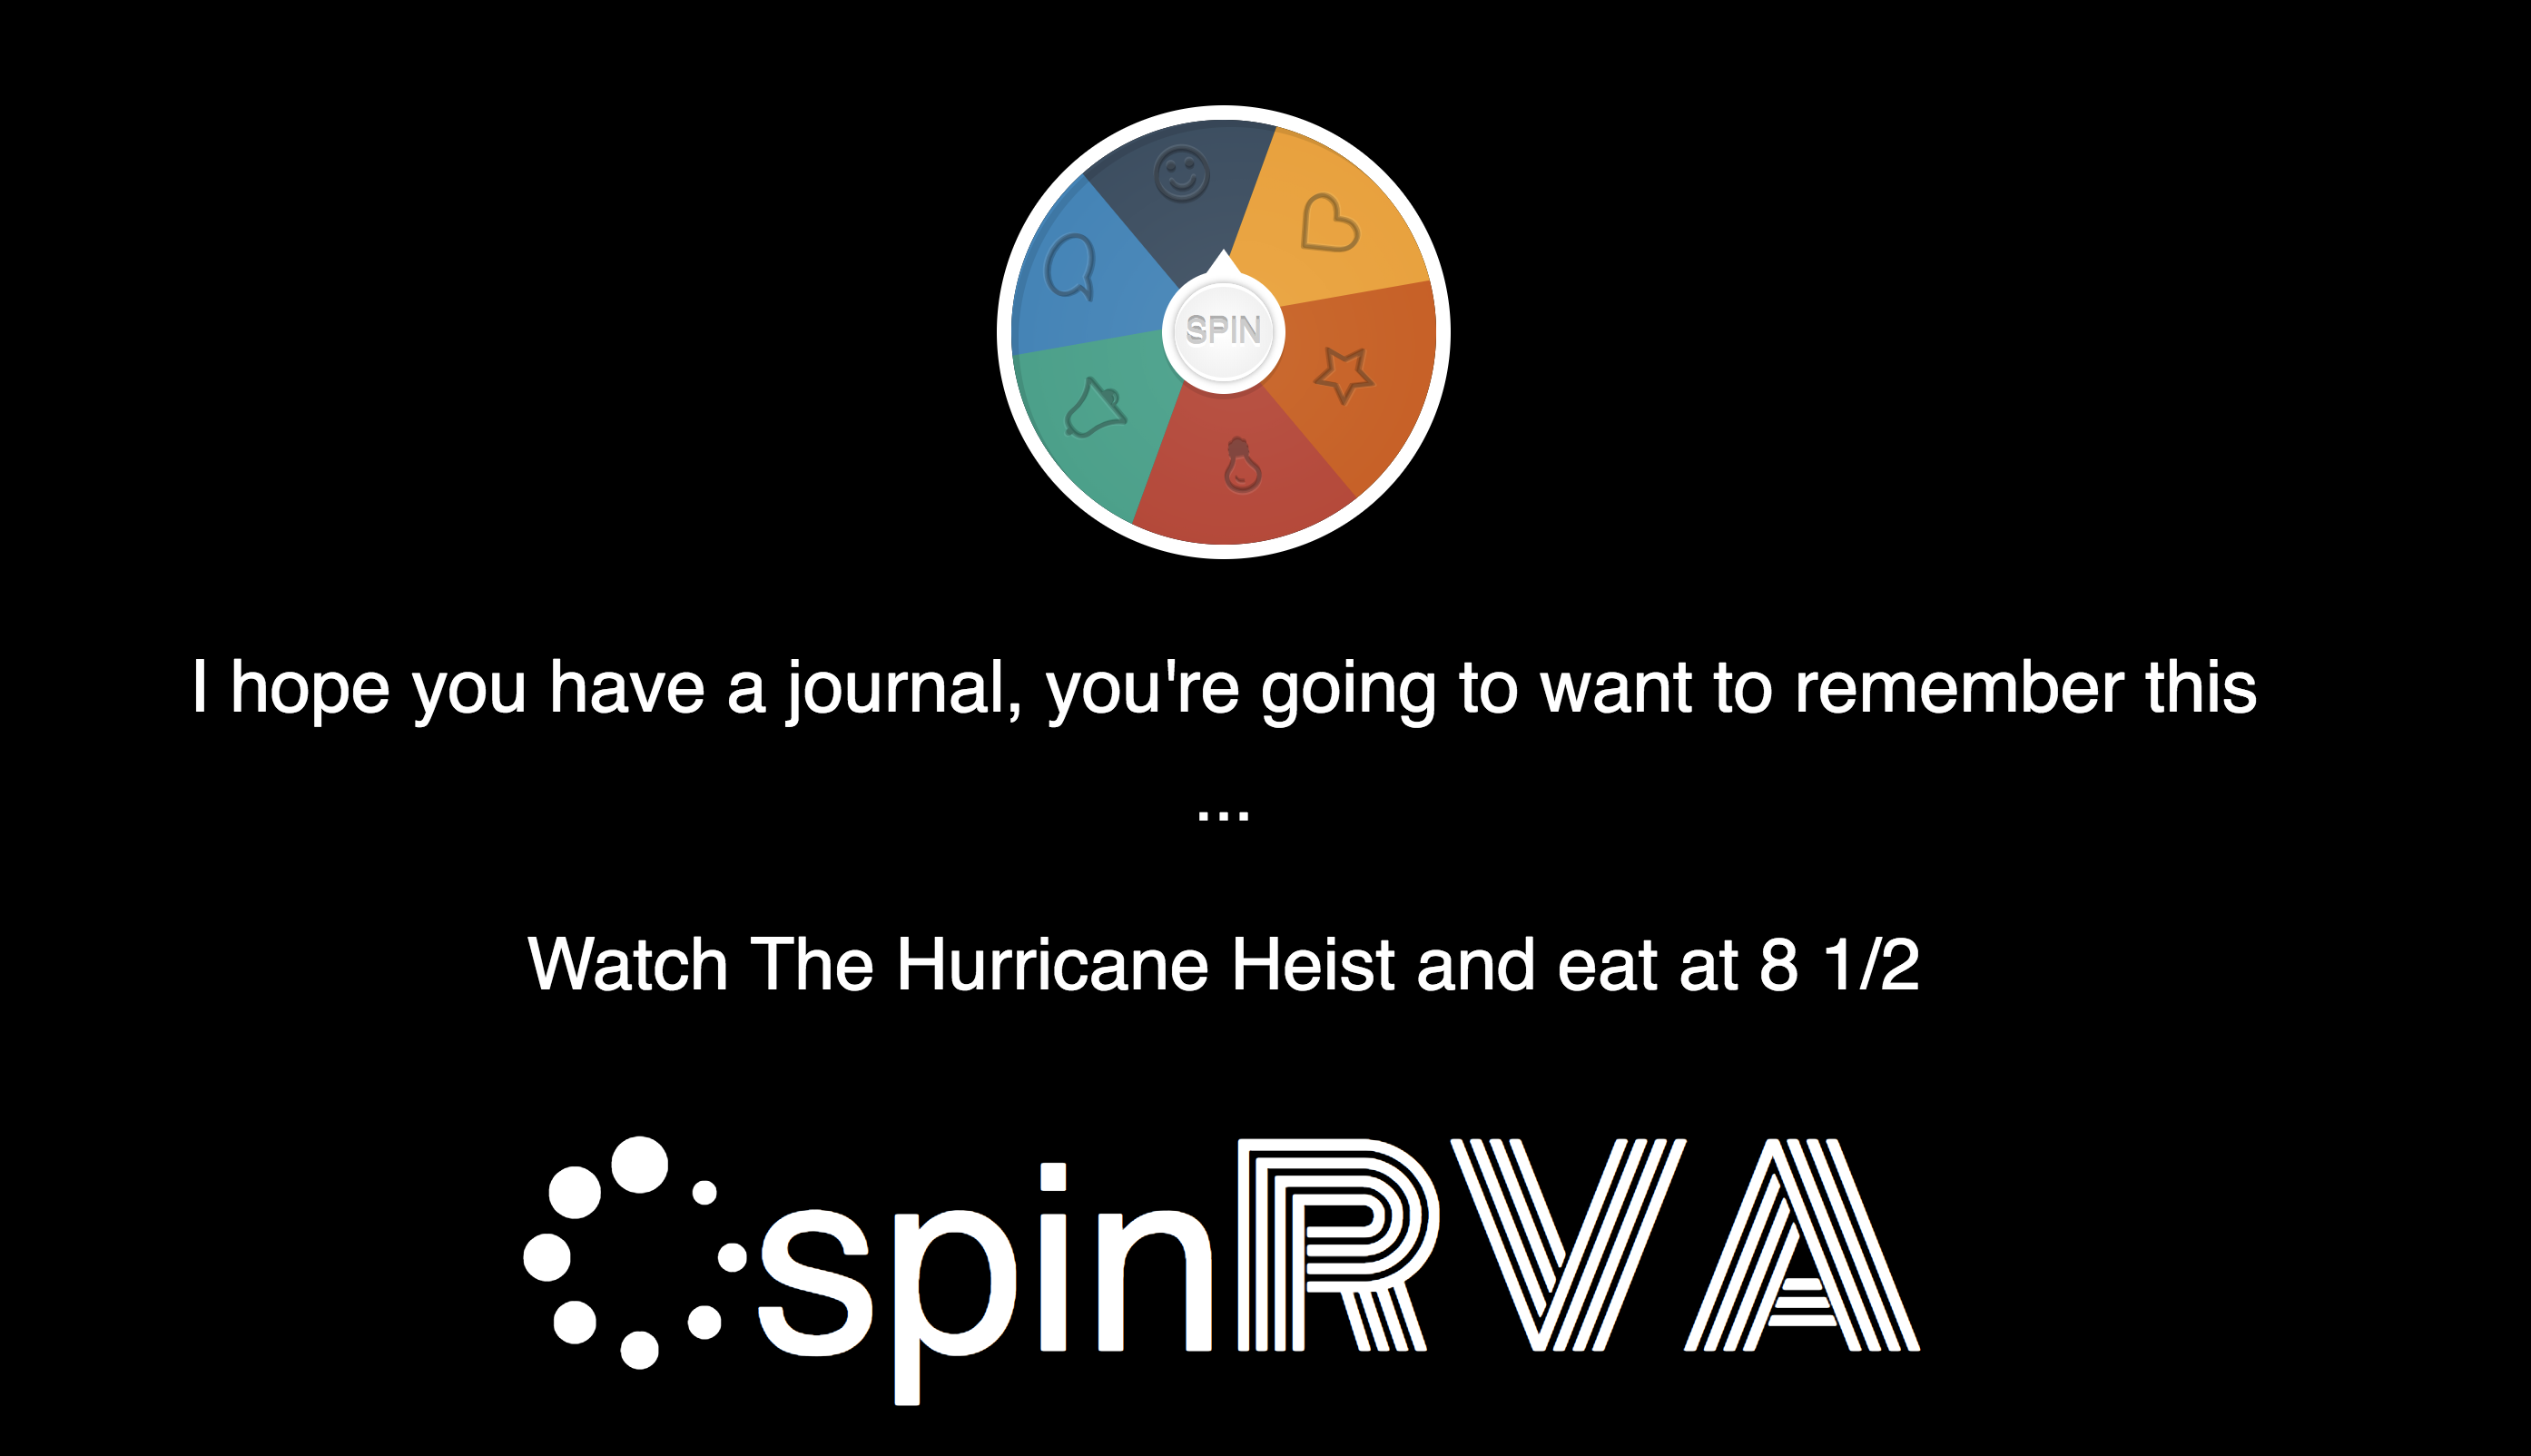 SPIN
I hope you have a journal, you're going to want to remember this
...
Watch The Hurricane Heist and eat at 8 1/2
spinRVA